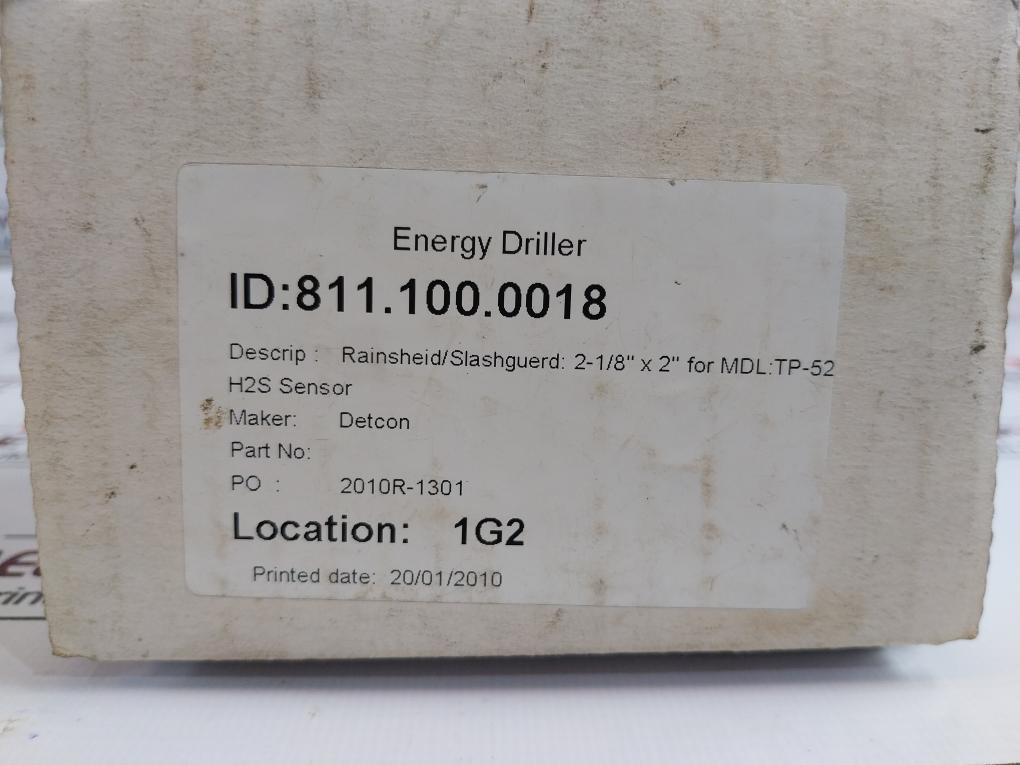 Energy Driller
ID:811.100.0018
Descrip : Rainsheid/Slashguerd: 2-1/8" x 2" for MDL:TP-52
H2S Sensor
Maker: Detcon
Part No:
PO : 2010R-1301
Location: 1G2
Printed date: 20/01/2010